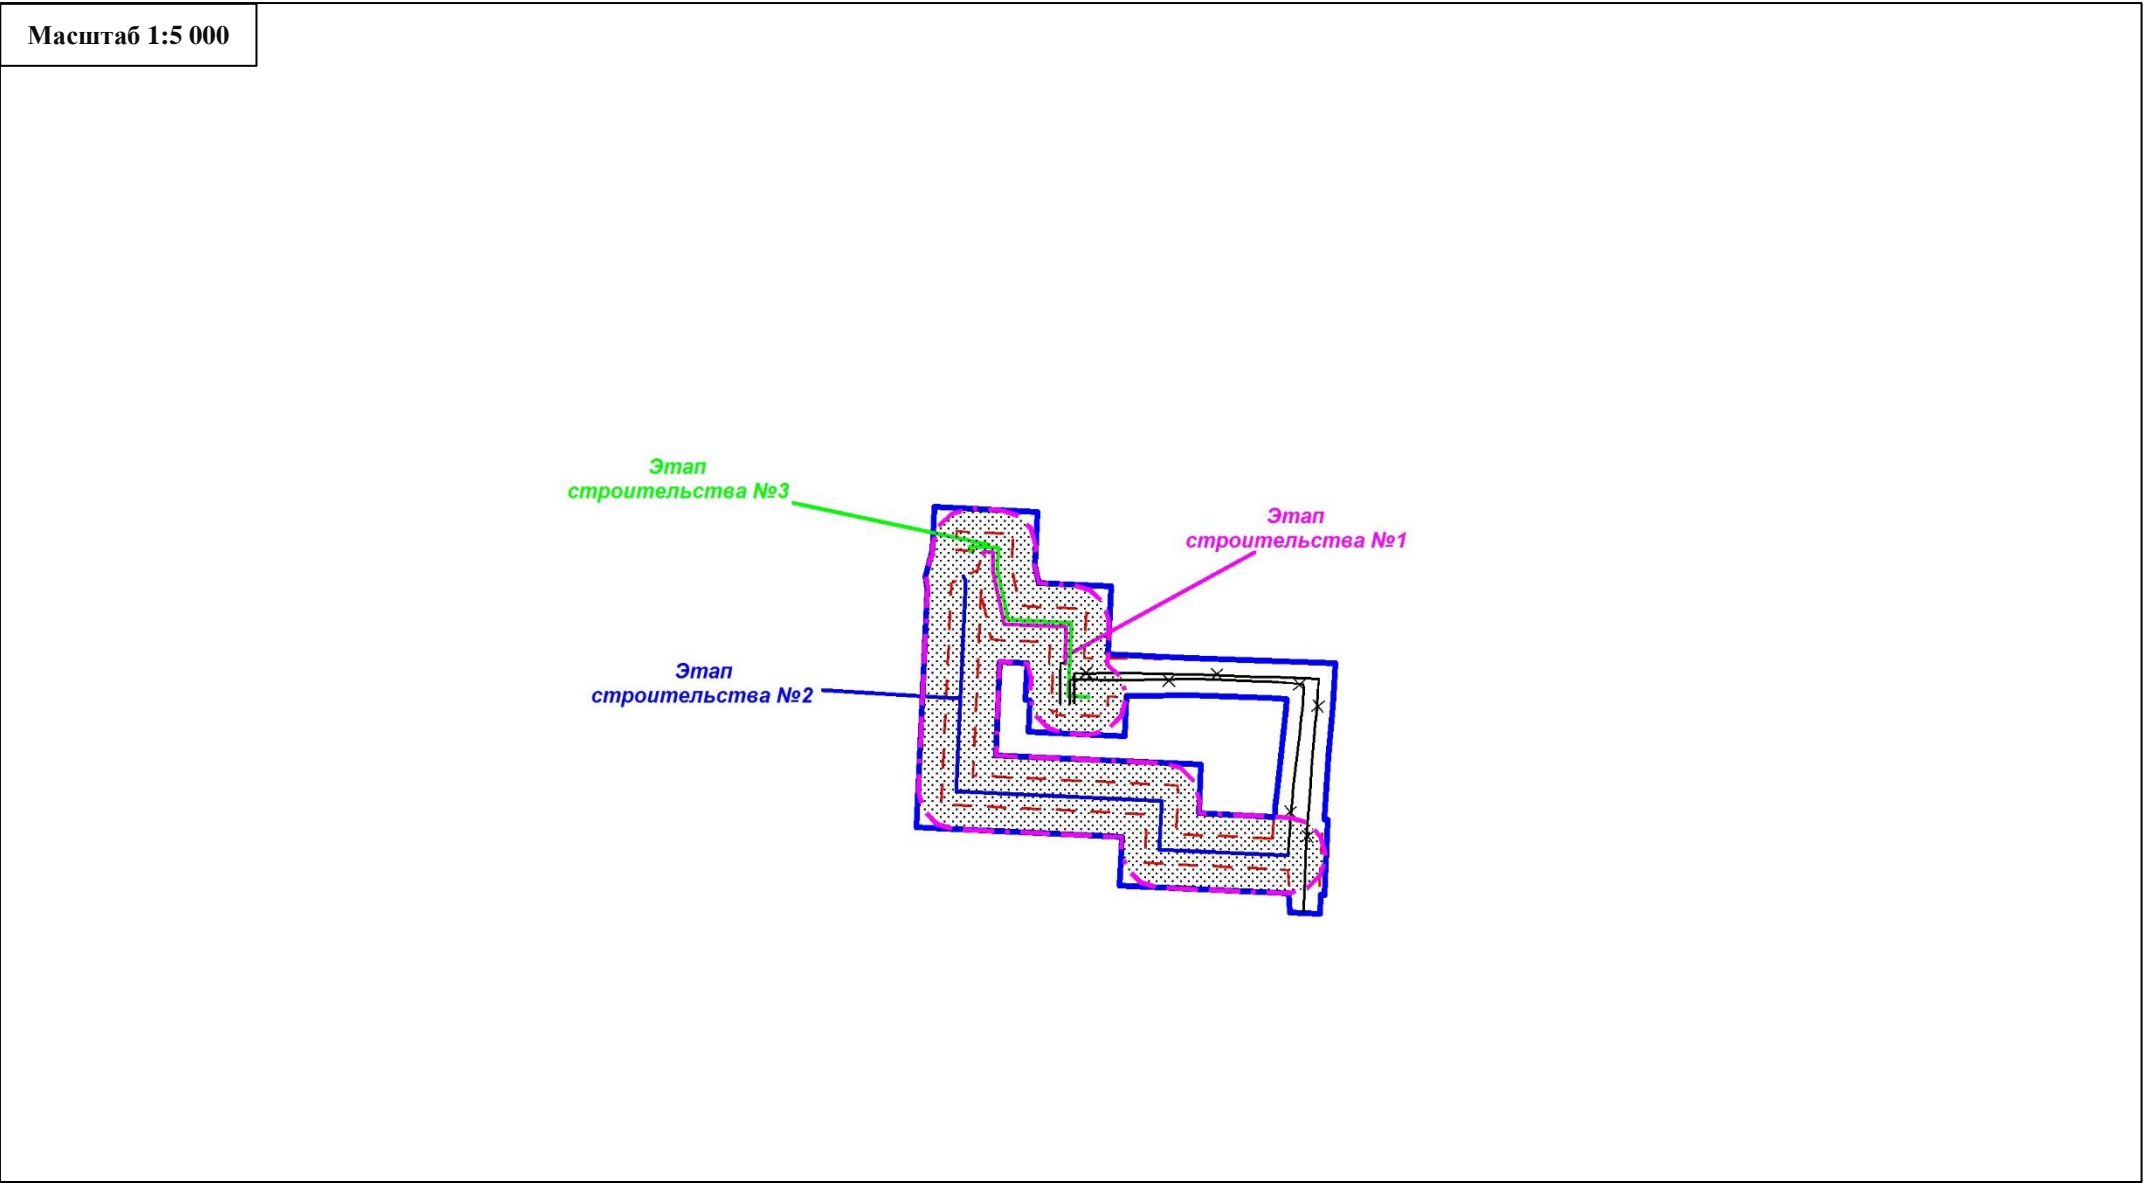 Масштаб 1:5 000
Этап
строительства №3
Этап
строительства №1
Этап
строительства №2